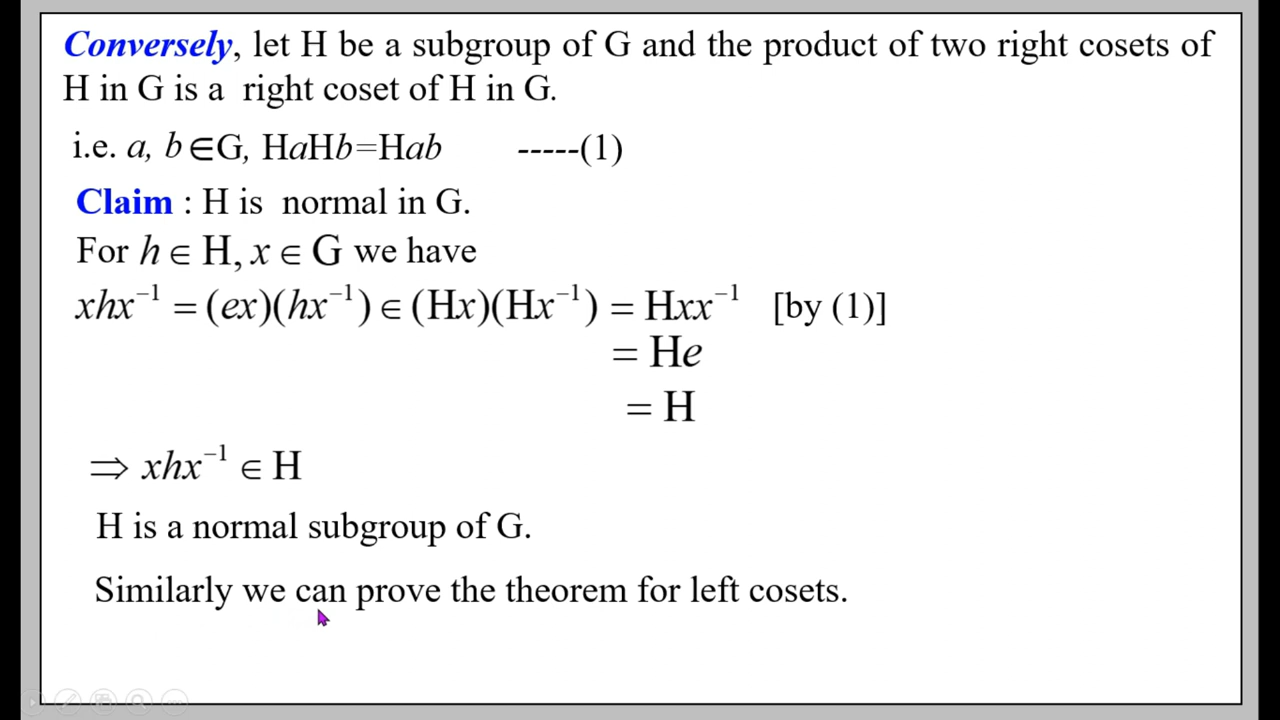 Conversely, let H be a subgroup of G and the product of two right cosets of
H in G is a right coset of H in G.
i.e. a, b ∈G, HaHb=Hab -----(1)
Claim : H is normal in G.
For h ∈ H, x ∈ G we have
xhx⁻¹ = (ex)(hx⁻¹) ∈ (Hx)(Hx⁻¹) = Hxx⁻¹ [by (1)]
= He
= H
⇒ xhx⁻¹ ∈ H
H is a normal subgroup of G.
Similarly we can prove the theorem for left cosets.